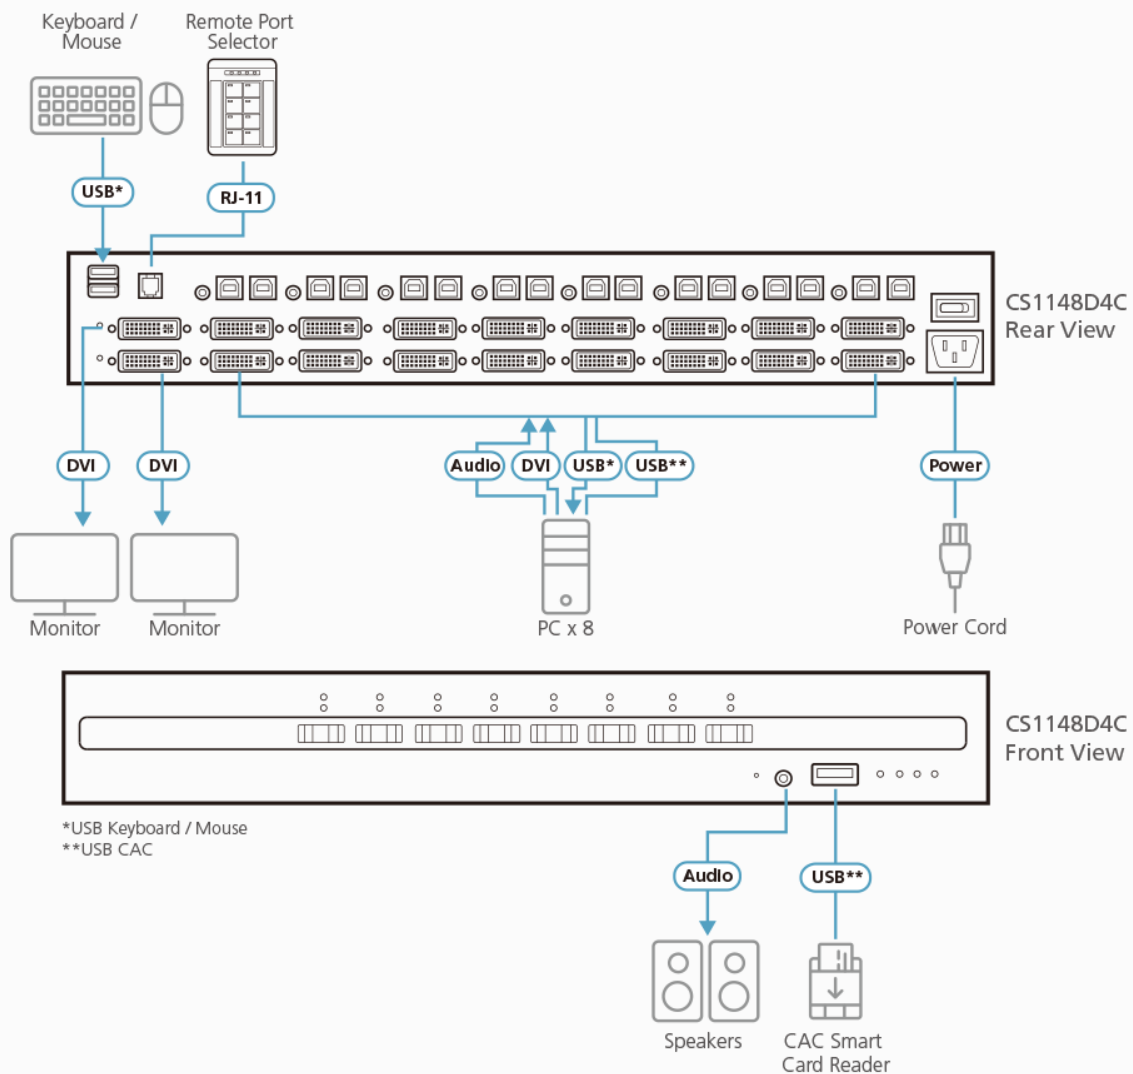 Keyboard /
Mouse
Remote Port
Selector
USB*
RJ-11
CS1148D4C
Rear View
DVI
DVI
Audio
DVI
USB*
USB**
Power
Monitor
Monitor
PC x 8
Power Cord
CS1148D4C
Front View
*USB Keyboard / Mouse
**USB CAC
Audio
USB**
Speakers
CAC Smart
Card Reader